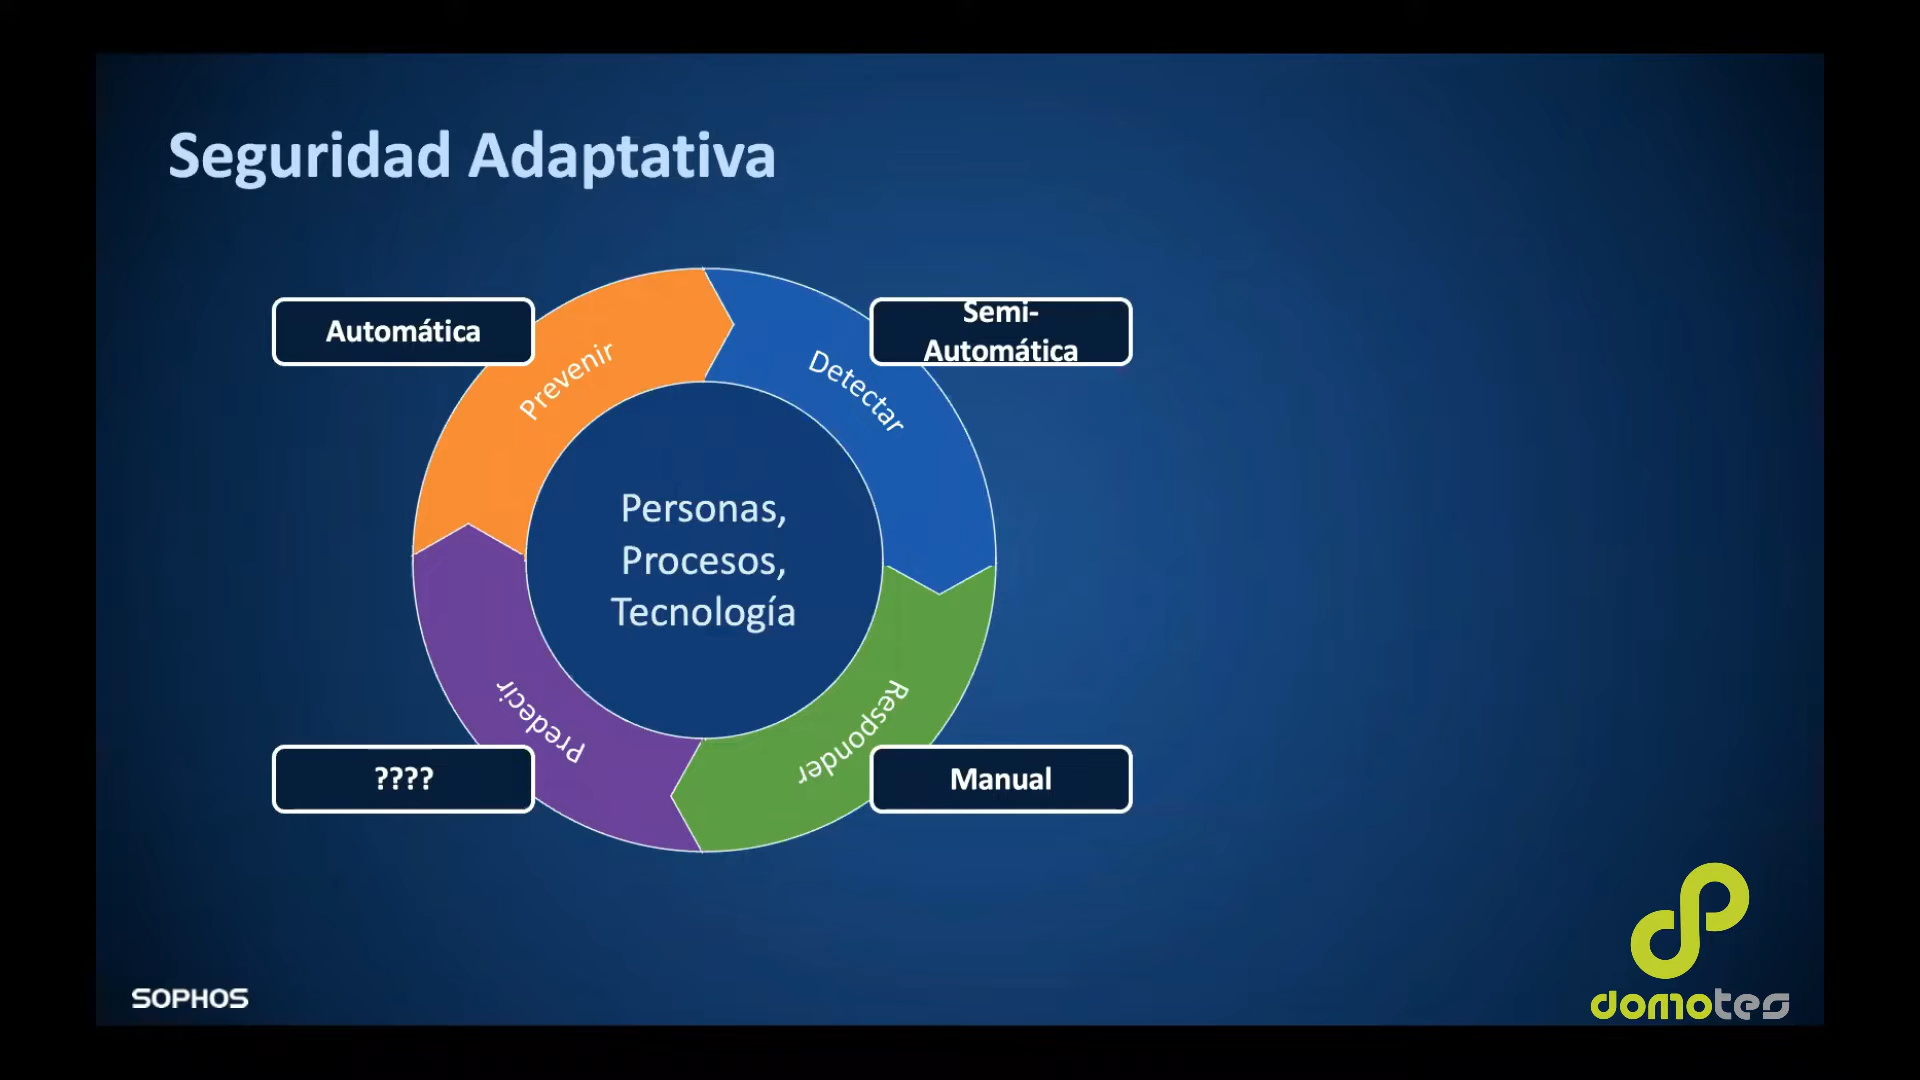 Seguridad Adaptativa
Automática
Semi-
Automática
Prevenir
Detectar
Personas,
Procesos,
Tecnología
Predecir
Responder
????
Manual
SOPHOS
domotes